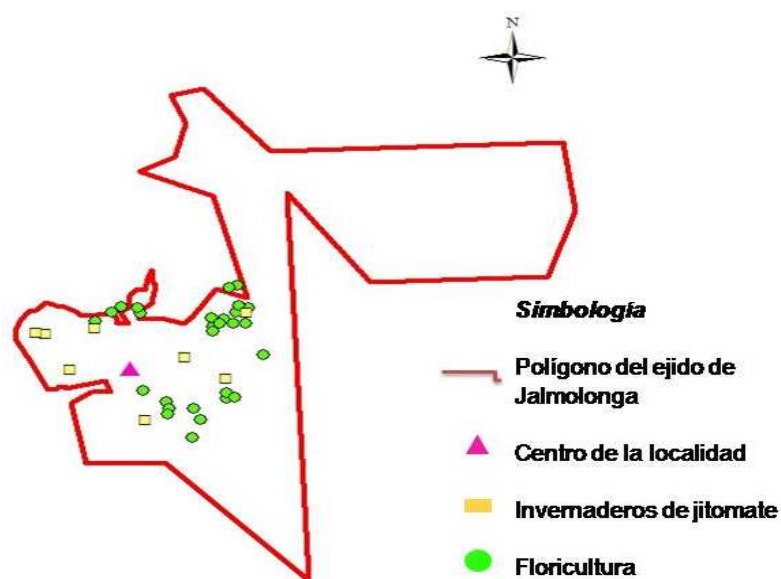 N
Simbología
Polígono del ejido de
Jalmolonga
Centro de la localidad
Invernaderos de jitomate
Floricultura